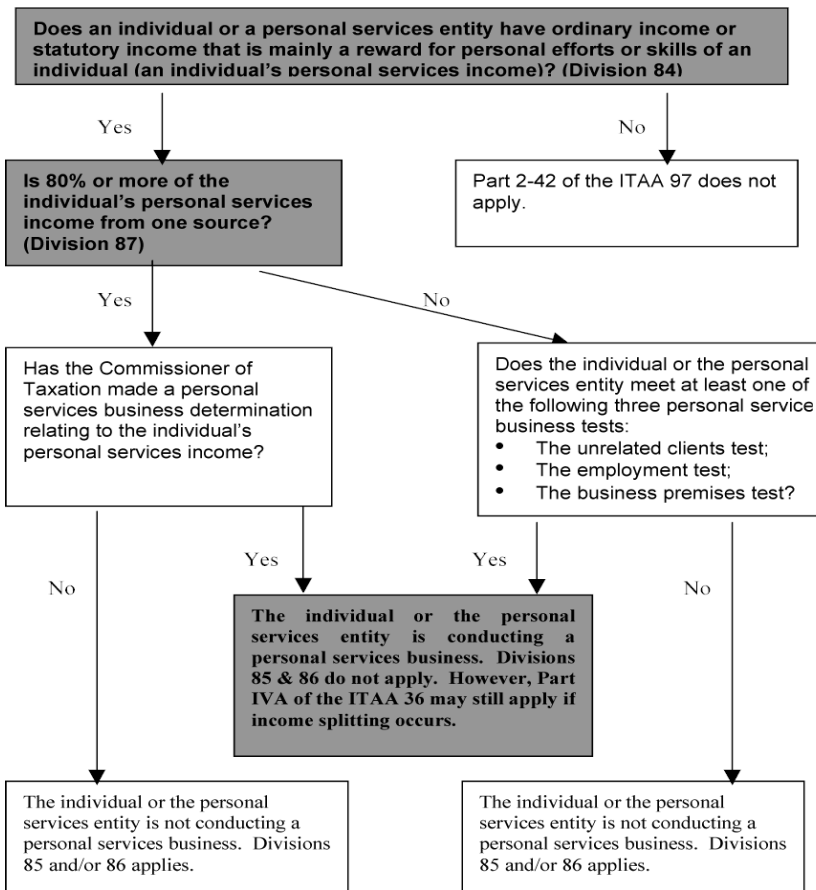 Does an individual or a personal services entity have ordinary income or
statutory income that is mainly a reward for personal efforts or skills of an
individual (an individual's personal services income)? (Division 84)
Yes
No
Is 80% or more of the
individual's personal services
income from one source?
(Division 87)
Part 2-42 of the ITAA 97 does not
apply.
Yes
No
Has the Commissioner of
Taxation made a personal
services business determination
relating to the individual's
personal services income?
Does the individual or the personal
services entity meet at least one of
the following three personal service
business tests:
• The unrelated clients test;
• The employment test;
• The business premises test?
No
Yes
Yes
No
The individual or the personal
services entity is conducting a
personal services business. Divisions
85 & 86 do not apply. However, Part
IVA of the ITAA 36 may still apply if
income splitting occurs.
The individual or the personal
services entity is not conducting a
personal services business. Divisions
85 and/or 86 applies.
The individual or the personal
services entity is not conducting a
personal services business. Divisions
85 and/or 86 applies.